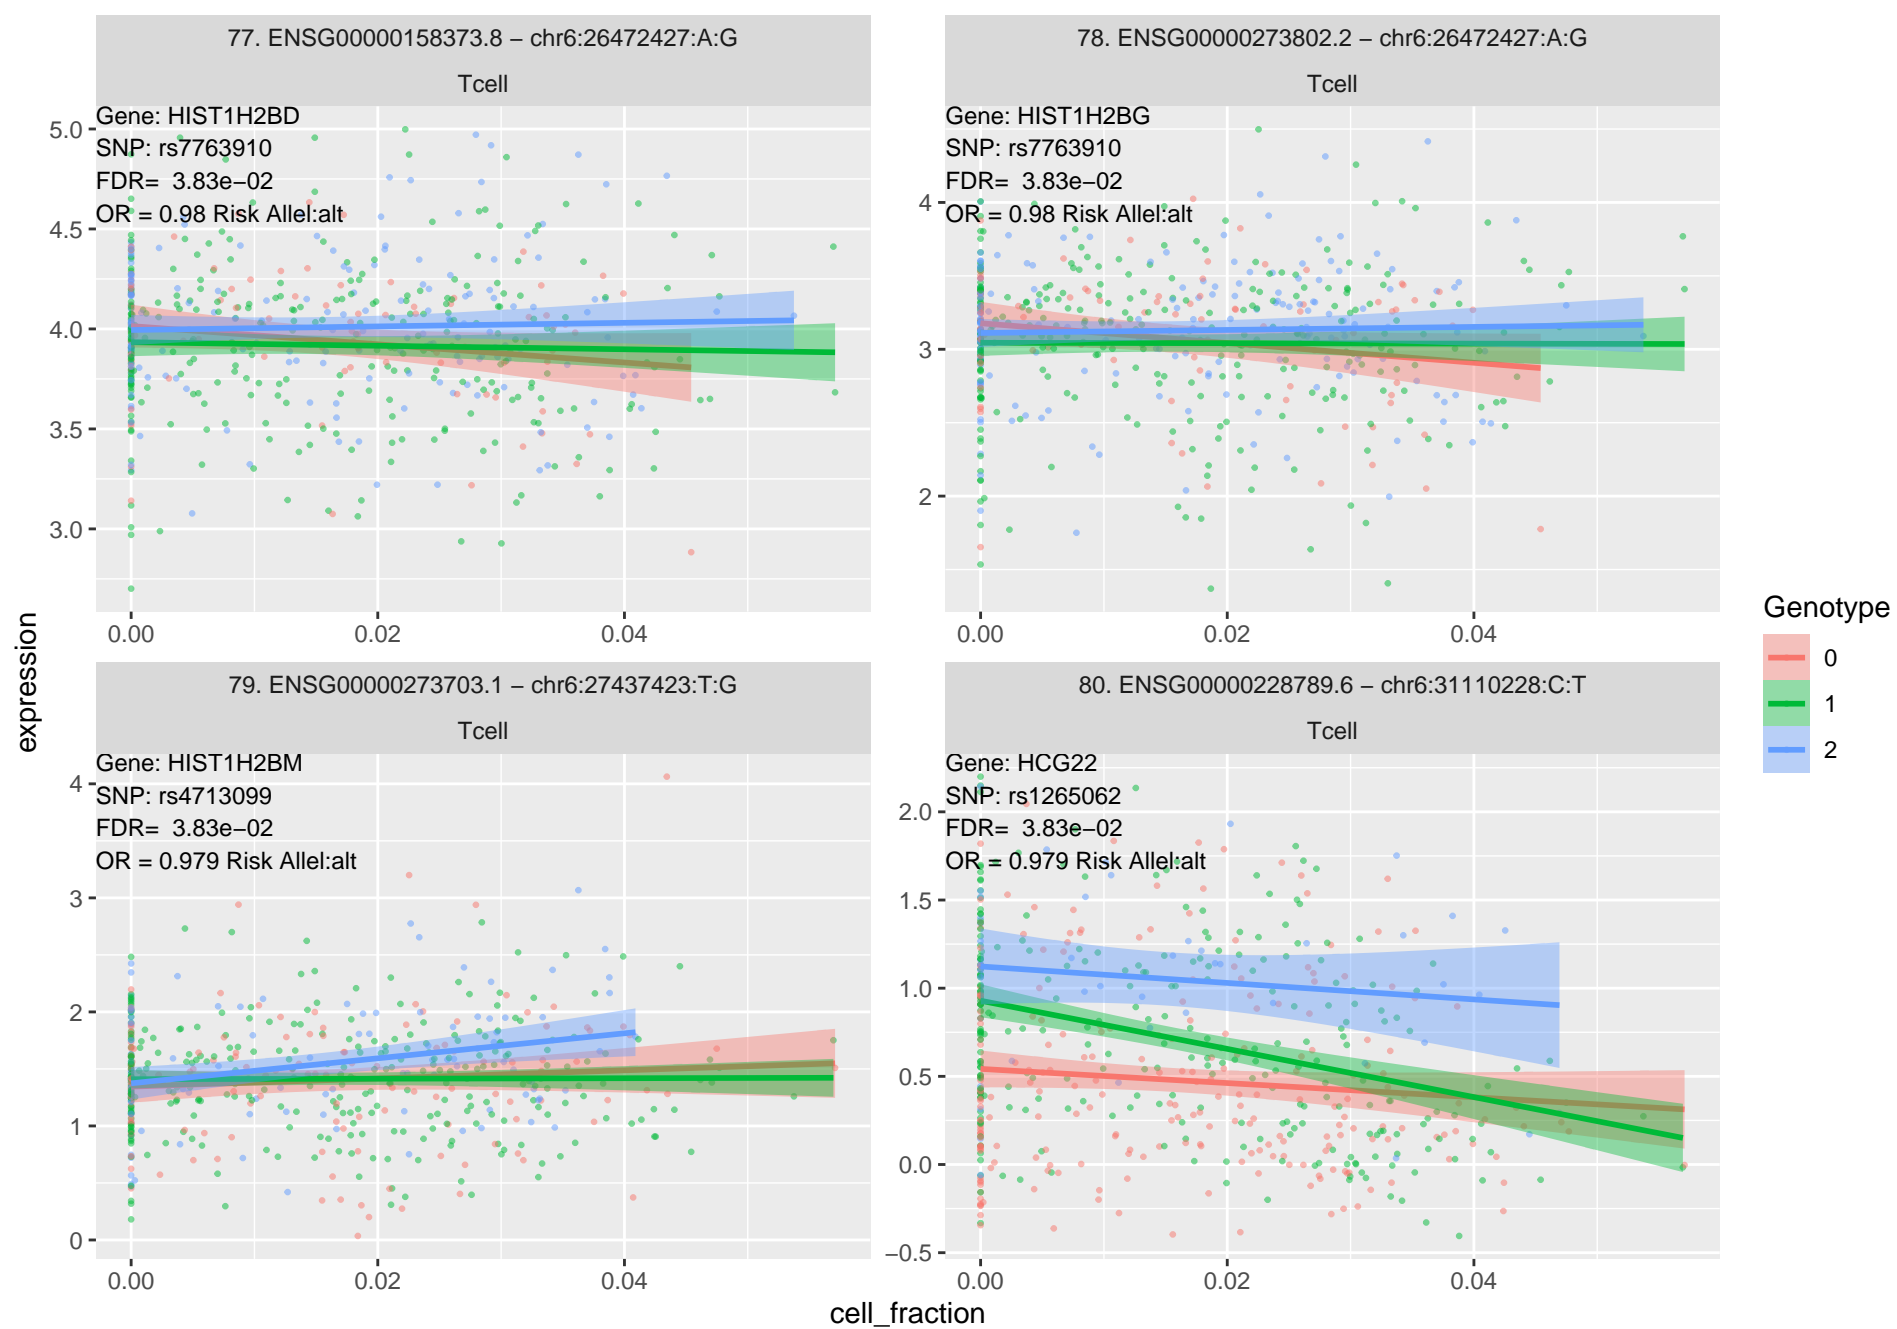 77. ENSG00000158373.8 − chr6:26472427:A:G
Tcell
Gene: HIST1H2BD
SNP: rs7763910
FDR= 3.83e−02
OR = 0.98 Risk Allel:alt
5.0
4.5
4.0
3.5
3.0
0.00 0.02 0.04
78. ENSG00000273802.2 − chr6:26472427:A:G
Tcell
Gene: HIST1H2BG
SNP: rs7763910
FDR= 3.83e−02
OR = 0.98 Risk Allel:alt
4
3
2
0.00 0.02 0.04
79. ENSG00000273703.1 − chr6:27437423:T:G
Tcell
Gene: HIST1H2BM
SNP: rs4713099
FDR= 3.83e−02
OR = 0.979 Risk Allel:alt
4
3
2
1
0
0.00 0.02 0.04
80. ENSG00000228789.6 − chr6:31110228:C:T
Tcell
Gene: HCG22
SNP: rs1265062
FDR= 3.83e−02
OR = 0.979 Risk Allel:alt
2.0
1.5
1.0
0.5
0.0
−0.5
0.00 0.02 0.04
expression
cell_fraction
Genotype
0
1
2